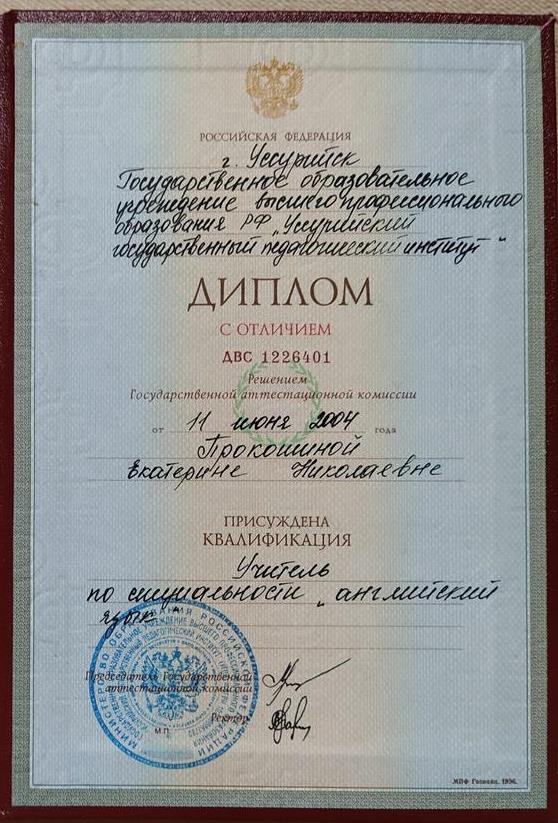 РОССИЙСКАЯ ФЕДЕРАЦИЯ
г. Уссурийск
Государственное образовательное
учреждение высшего профессионального
образования РФ „Уссурийский
государственный педагогический институт"
ДИПЛОМ
С ОТЛИЧИЕМ
ДВС 1226401
Решением
Государственной аттестационной комиссии
от 11 июня 2004 года
Прокошиной
Екатерине Николаевне
ПРИСУЖДЕНА
КВАЛИФИКАЦИЯ
Учитель
по специальности „английский
язык"
Председатель Государственной
аттестационной комиссии
Ректор
М.П.
МПФ Гознака. 1996.